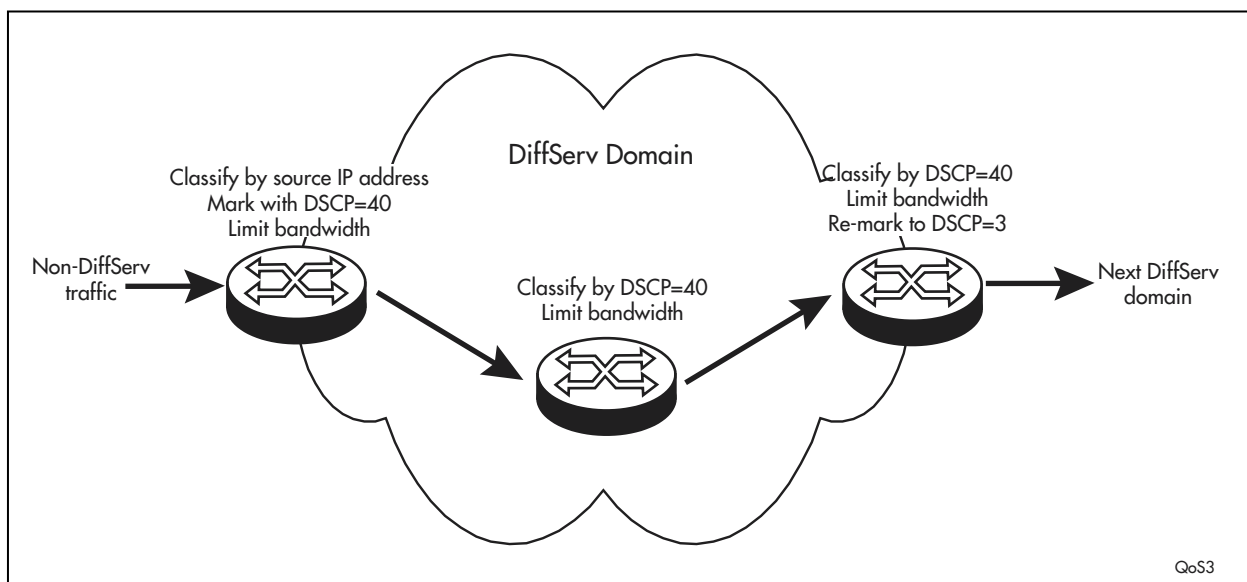 DiffServ Domain
Classify by source IP address
Mark with DSCP=40
Limit bandwidth
Non-DiffServ
traffic
Classify by DSCP=40
Limit bandwidth
Classify by DSCP=40
Limit bandwidth
Re-mark to DSCP=3
Next DiffServ
domain
QoS3